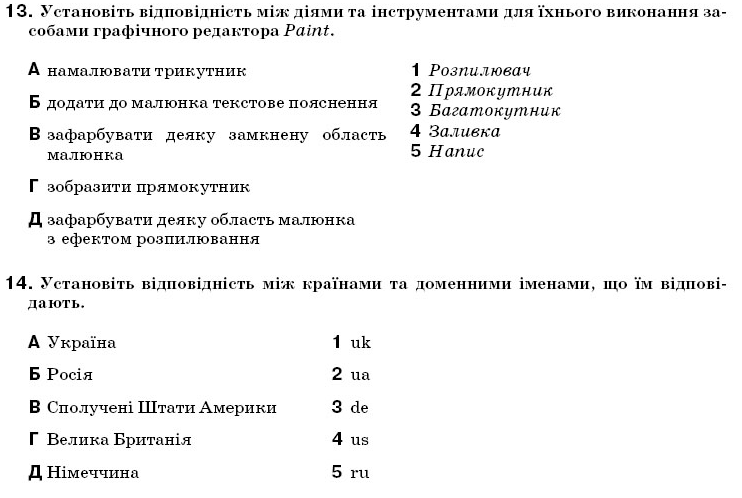 13. Установіть відповідність між діями та інструментами для їхнього виконання за-
собами графічного редактора Paint.
А намалювати трикутник
Б додати до малюнка текстове пояснення
В зафарбувати деяку замкнену область
малюнка
Г зобразити прямокутник
Д зафарбувати деяку область малюнка
з ефектом розпилювання
1 Розпилювач
2 Прямокутник
3 Багатокутник
4 Заливка
5 Напис
14. Установіть відповідність між країнами та доменними іменами, що їм відпові-
дають.
А Україна
Б Росія
В Сполучені Штати Америки
Г Велика Британія
Д Німеччина
1 uk
2 ua
3 de
4 us
5 ru